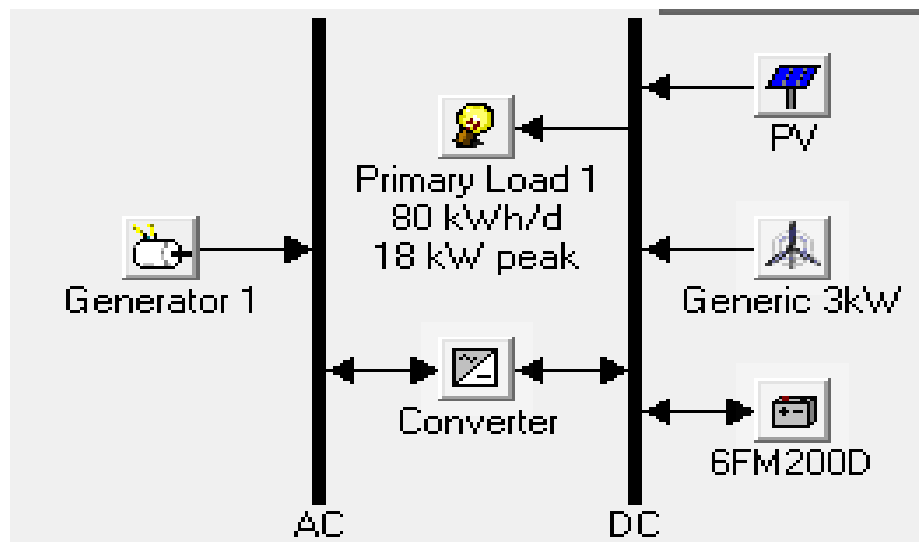 PV
Primary Load 1
80 kWh/d
18 kW peak
Generator 1
Generic 3kW
Converter
6FM200D
AC
DC